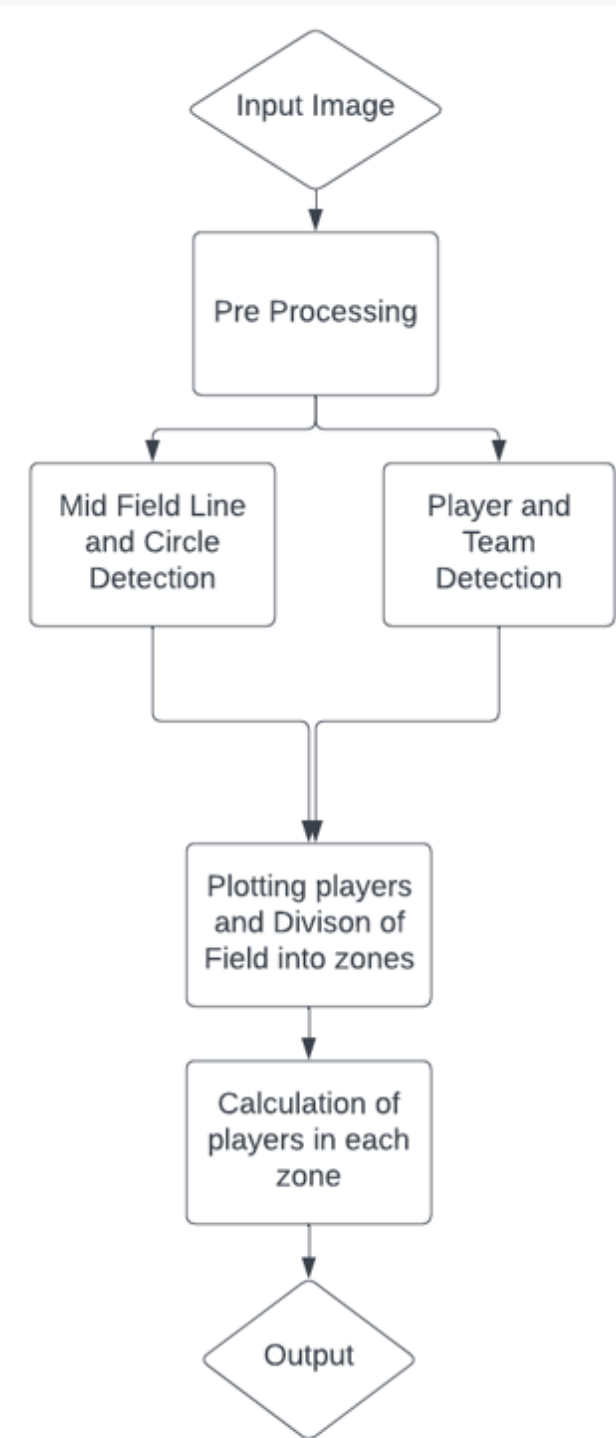 Input Image
Pre Processing
Mid Field Line
and Circle
Detection
Player and
Team
Detection
Plotting players
and Divison of
Field into zones
Calculation of
players in each
zone
Output